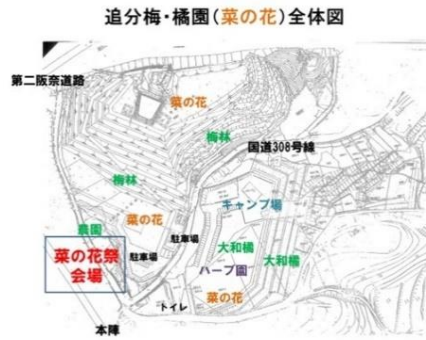 追分梅・橘園(菜の花)全体図
第二阪奈道路
菜の花
梅林
国道308号線
梅林
キャンプ場
菜の花
農園
駐車場
大和橘
菜の花祭
会場
駐車場
大和橘
ハーブ園
菜の花
トイレ
本陣